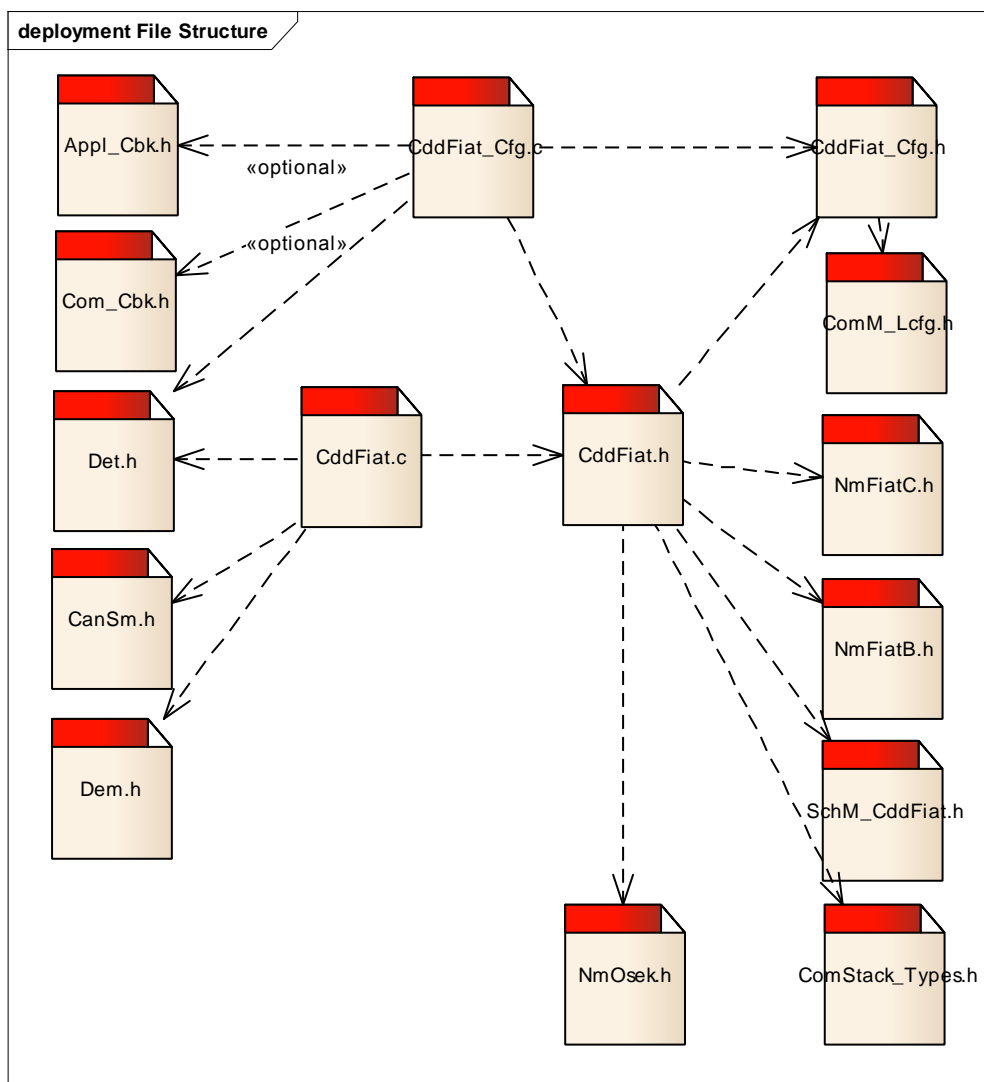 deployment File Structure
Appl_Cbk.h
CddFiat_Cfg.c
CddFiat_Cfg.h
«optional»
«optional»
Com_Cbk.h
ComM_Lcfg.h
Det.h
CddFiat.c
CddFiat.h
NmFiatC.h
CanSm.h
NmFiatB.h
Dem.h
SchM_CddFiat.h
NmOsek.h
ComStack_Types.h